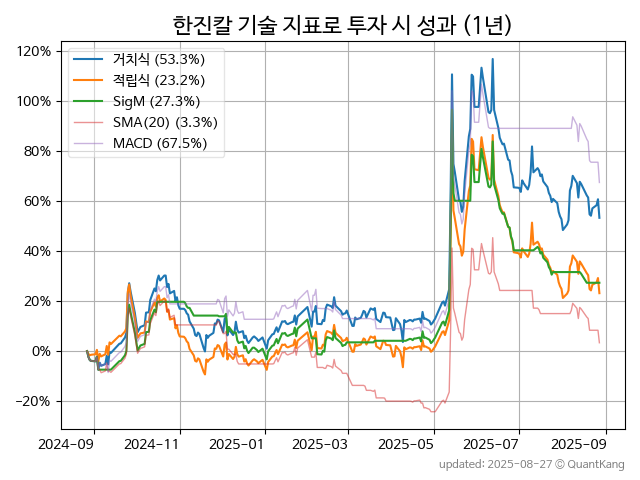 한진칼 기술 지표로 투자 시 성과 (1년)
거치식 (53.3%)
적립식 (23.2%)
SigM (27.3%)
SMA(20) (3.3%)
MACD (67.5%)
120%
100%
80%
60%
40%
20%
0%
−20%
2024-09
2024-11
2025-01
2025-03
2025-05
2025-07
2025-09
updated: 2025-08-27 ⓒ QuantKang